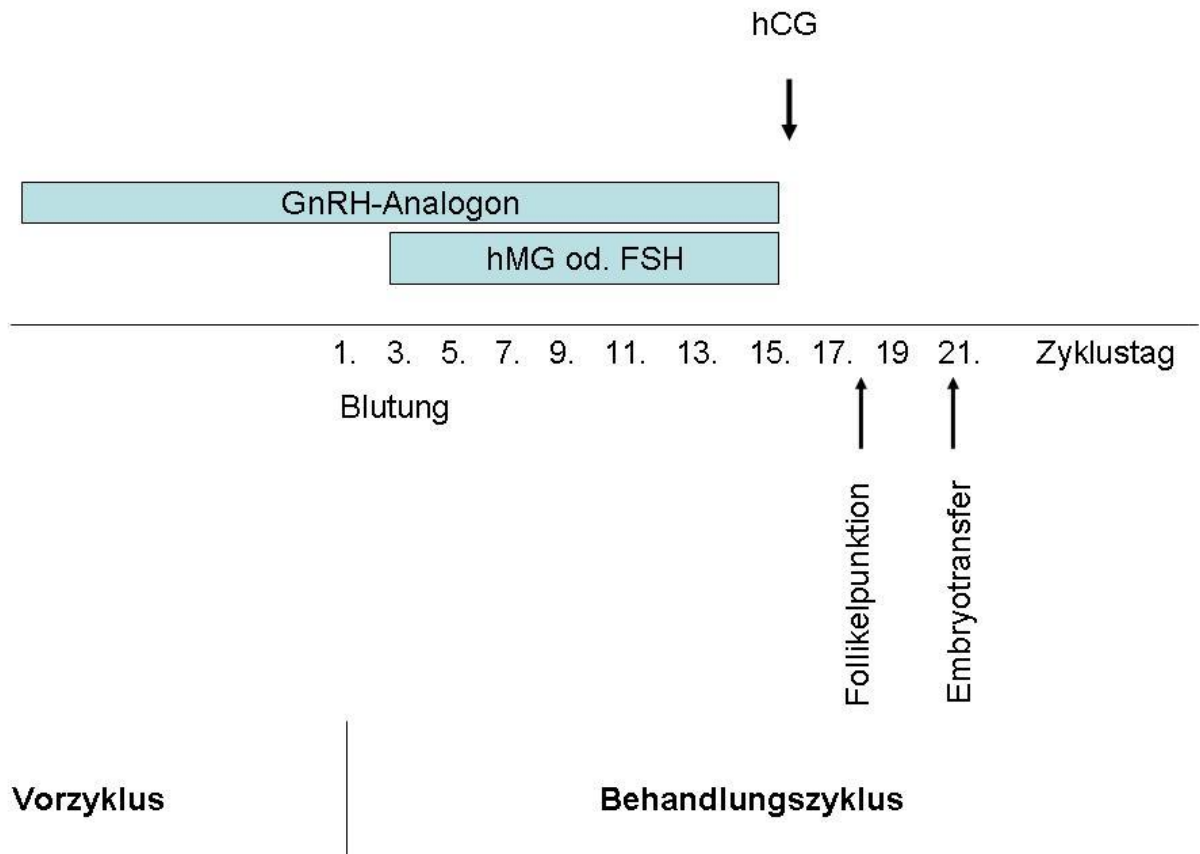 hCG
GnRH-Analogon
hMG od. FSH
1. 3. 5. 7. 9. 11. 13. 15. 17. 19 21. Zyklustag
Blutung
Follikelpunktion
Embryotransfer
Vorzyklus Behandlungszyklus